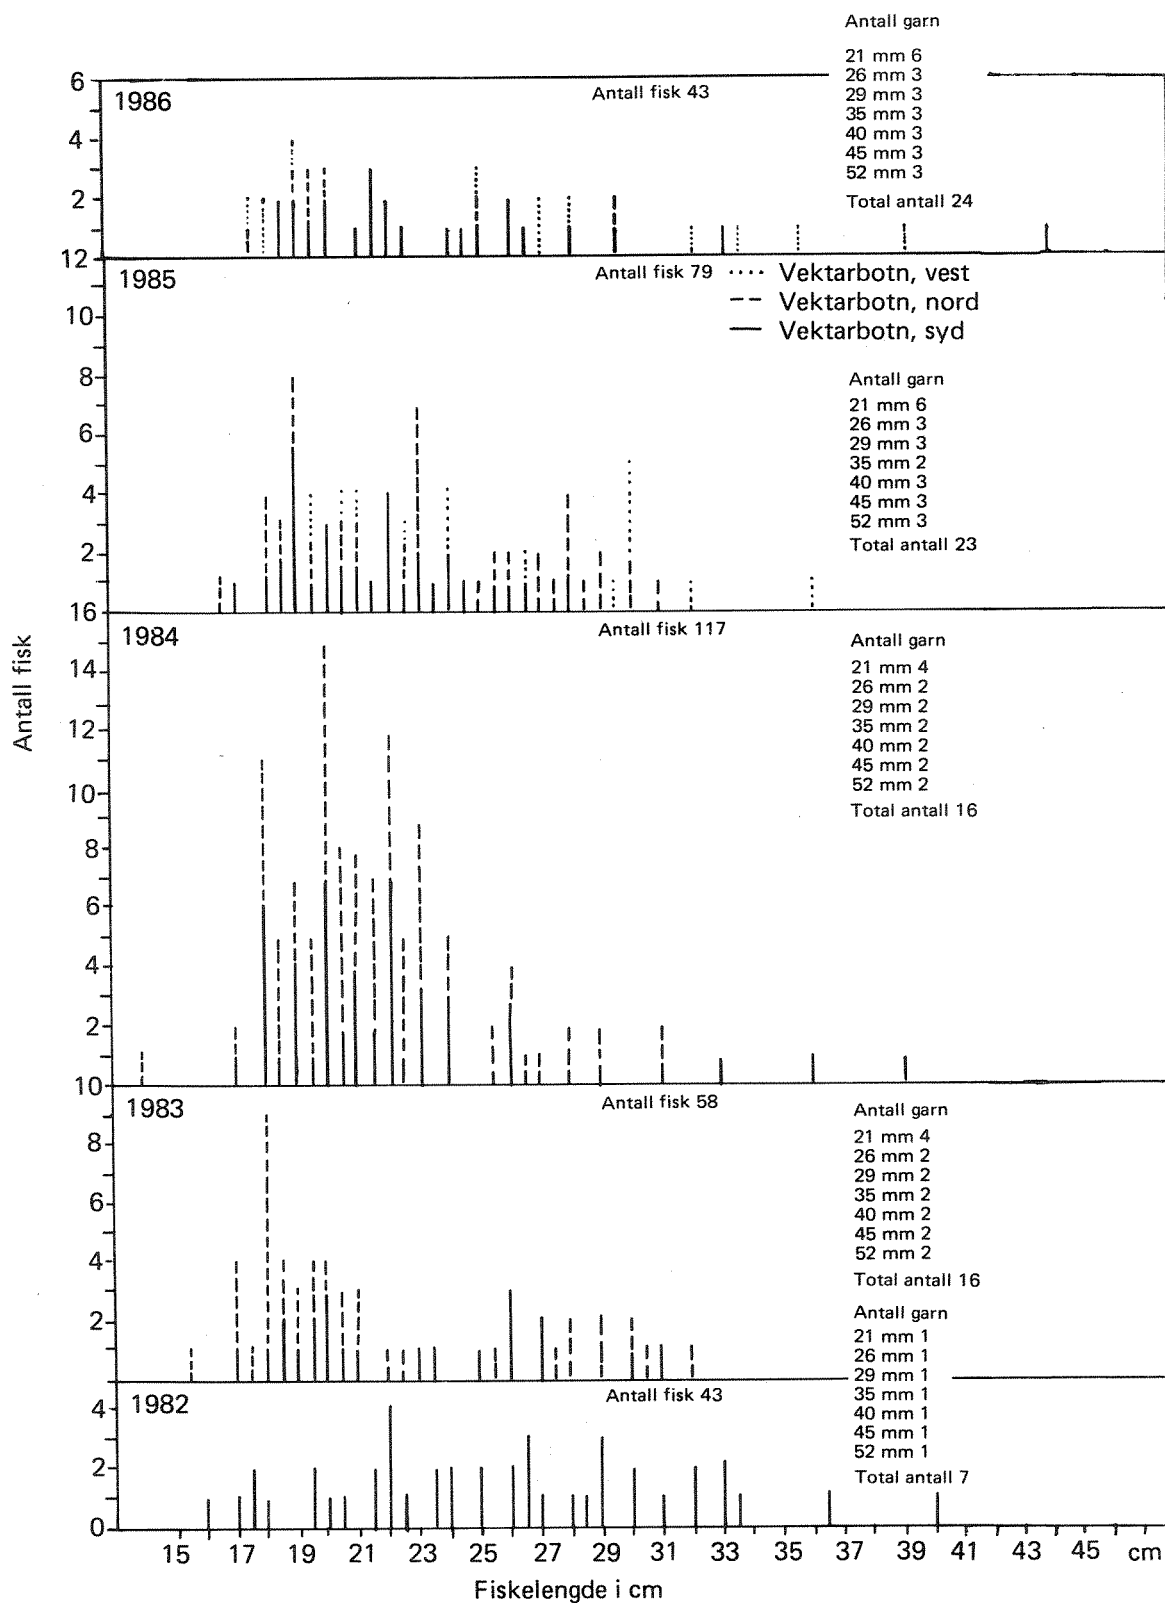 Antall garn
21 mm 6
26 mm 3
29 mm 3
35 mm 3
40 mm 3
45 mm 3
52 mm 3
Total antall 24
1986
Antall fisk 43
6
4
2
12
1985
Antall fisk 79
Vektarbotn, vest
Vektarbotn, nord
Vektarbotn, syd
10
8
6
4
2
16
Antall garn
21 mm 6
26 mm 3
29 mm 3
35 mm 2
40 mm 3
45 mm 3
52 mm 3
Total antall 23
1984
Antall fisk 117
14
12
10
8
6
4
2
10
Antall garn
21 mm 4
26 mm 2
29 mm 2
35 mm 2
40 mm 2
45 mm 2
52 mm 2
Total antall 16
Antall fisk
1983
Antall fisk 58
8
6
4
2
Antall garn
21 mm 4
26 mm 2
29 mm 2
35 mm 2
40 mm 2
45 mm 2
52 mm 2
Total antall 16
1982
Antall fisk 43
4
2
0
Antall garn
21 mm 1
26 mm 1
29 mm 1
35 mm 1
40 mm 1
45 mm 1
52 mm 1
Total antall 7
15 17 19 21 23 25 27 29 31 33 35 37 39 41 43 45 cm
Fiskelengde i cm